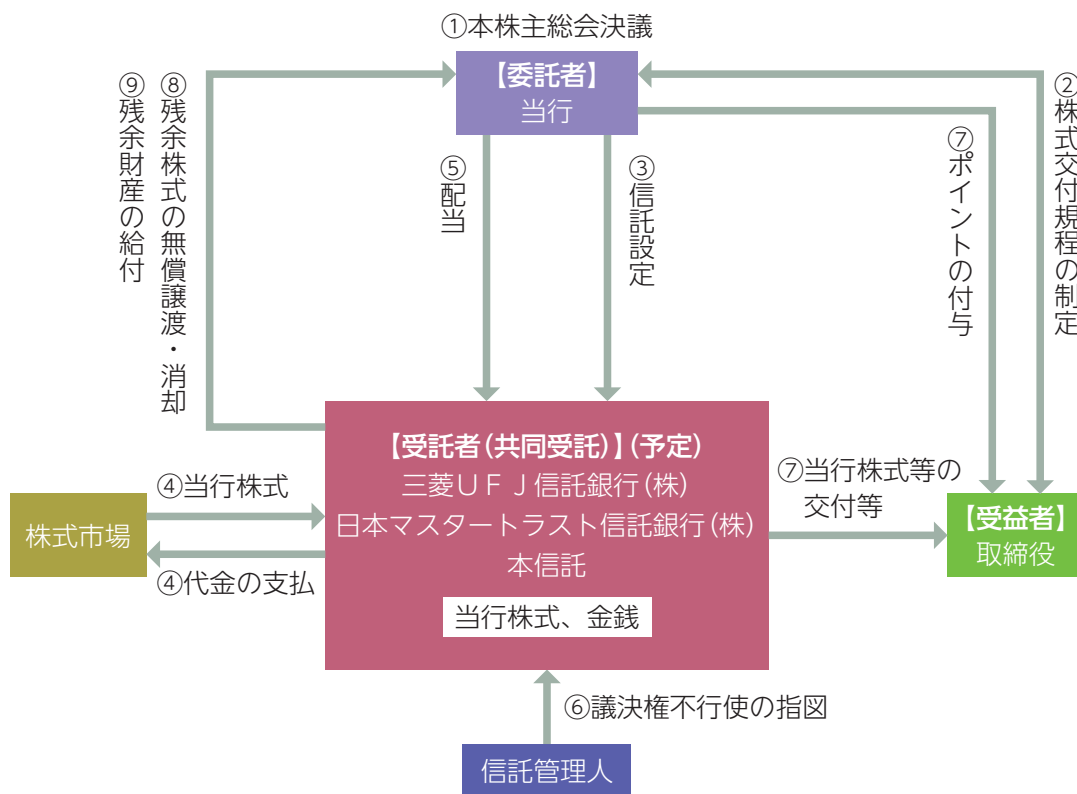 ①本株主総会決議
【委託者】
当行
⑨残余財産の給付
⑧残余株式の無償譲渡・消却
⑤配当
③信託設定
⑦ポイントの付与
②株式交付規程の制定
【受託者(共同受託)】(予定)
三菱ＵＦＪ信託銀行(株)
日本マスタートラスト信託銀行(株)
本信託
当行株式、金銭
④当行株式
株式市場
④代金の支払
⑦当行株式等の
交付等
【受益者】
取締役
⑥議決権不行使の指図
信託管理人